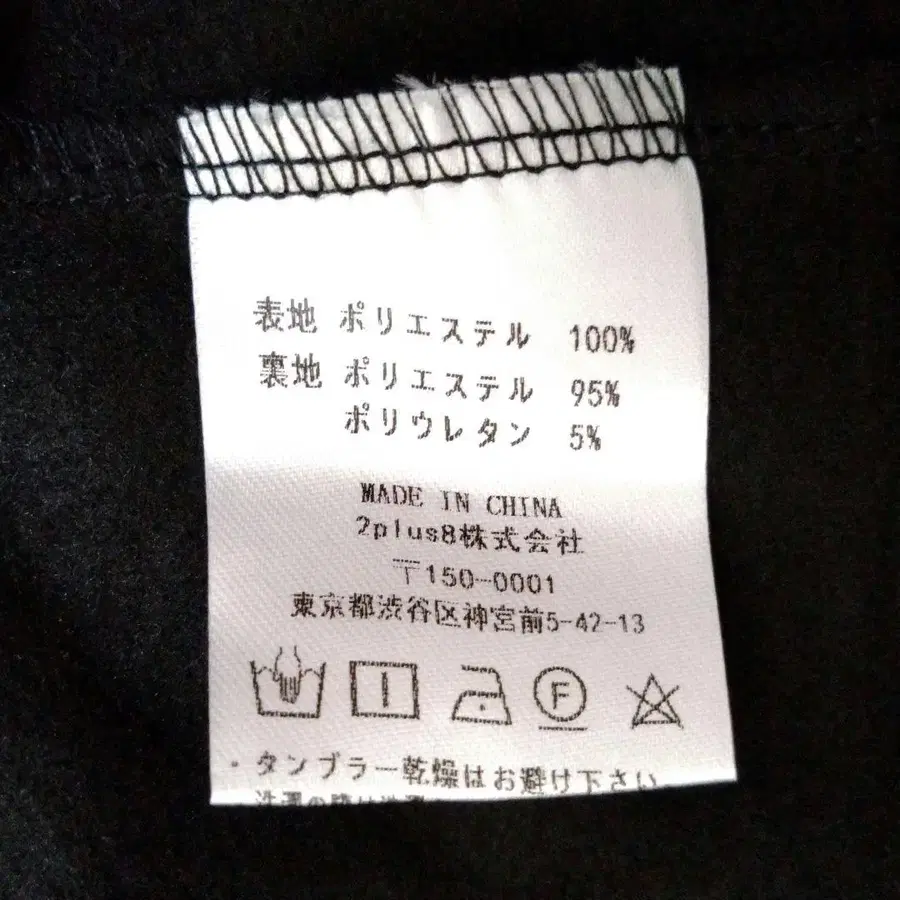 表地 ポリエステル 100%
裏地 ポリエステル 95%
ポリウレタン 5%
MADE IN CHINA
2plus8株式会社
〒150-0001
東京都渋谷区神宮前5-42-13
F
・タンブラー乾燥はお避け下さい